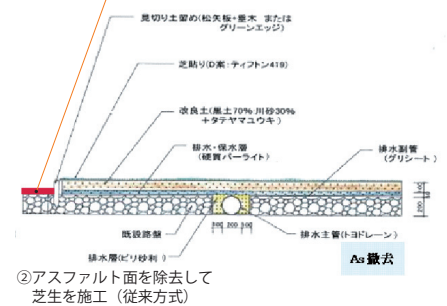 見切り土留め(松矢板+垂木 または
グリーンエッジ)
芝貼り(D案:ティフトン419)
改良土(黒土70% 川砂30%
+タテヤマユウキ)
排水・保水層
(硬質パーライト)
排水副管
(グリシート)
既設路盤
300 200 300
排水層(ビリ砂利)
排水主管(トヨドレーン)
As撤去
②アスファルト面を除去して
芝生を施工（従来方式）